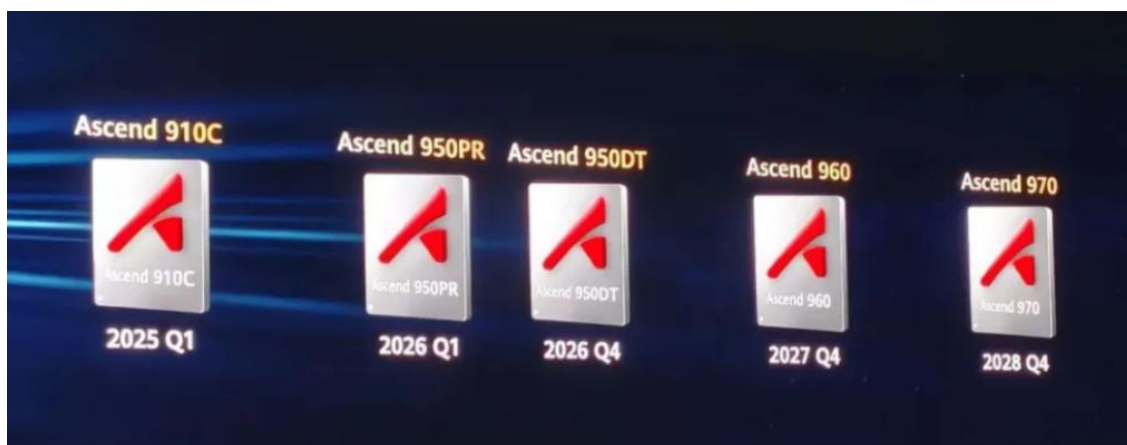 Ascend 910C
Ascend 910C
2025 Q1
Ascend 950PR
Ascend 950PR
2026 Q1
Ascend 950DT
Ascend 950DT
2026 Q4
Ascend 960
Ascend 960
2027 Q4
Ascend 970
Ascend 970
2028 Q4